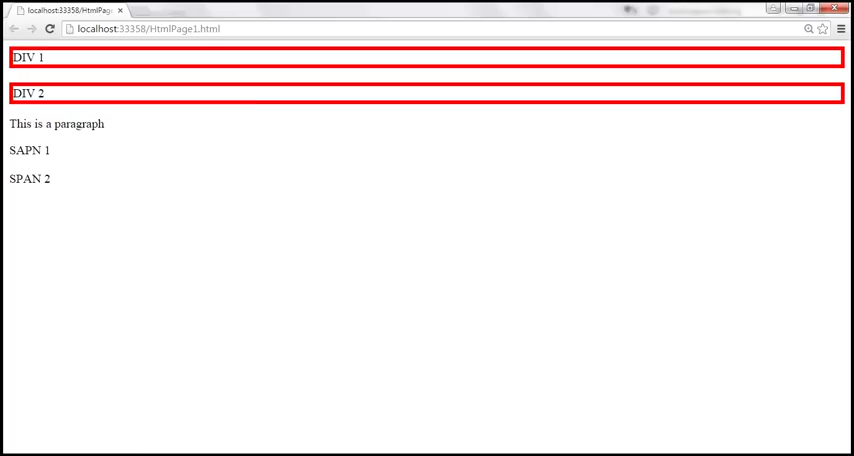 localhost:33358/HtmlPage
localhost:33358/HtmlPage1.html
DIV 1
DIV 2
This is a paragraph
SAPN 1
SPAN 2